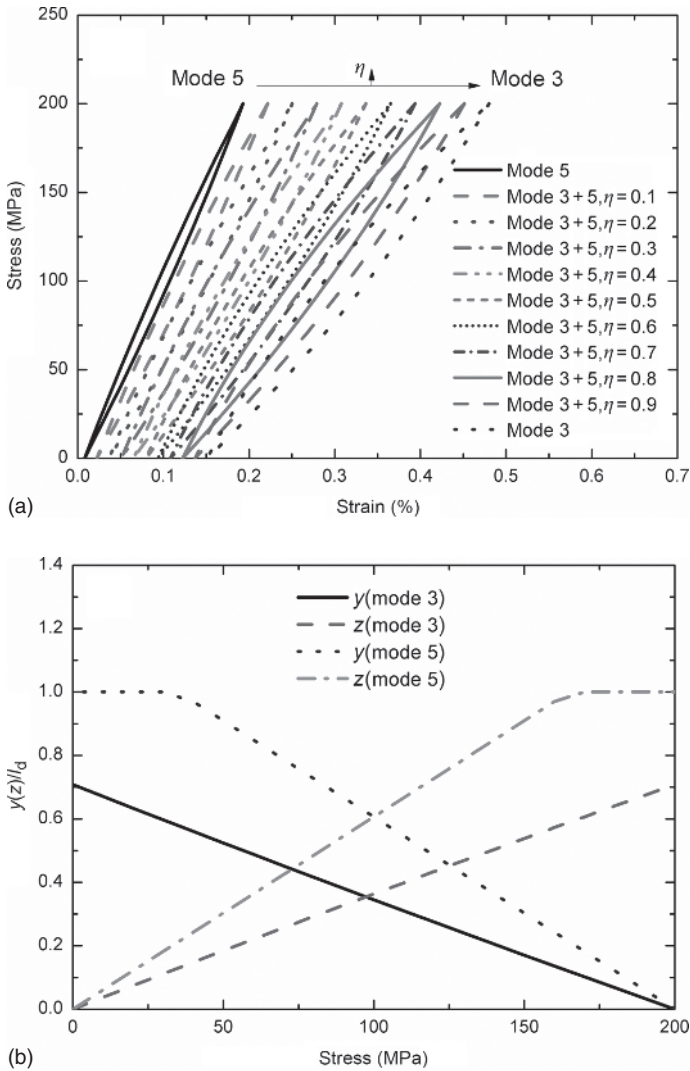 250
200
150
100
50
0
Stress (MPa)
Mode 5
η
Mode 3
Mode 5
Mode 3 + 5, η = 0.1
Mode 3 + 5, η = 0.2
Mode 3 + 5, η = 0.3
Mode 3 + 5, η = 0.4
Mode 3 + 5, η = 0.5
Mode 3 + 5, η = 0.6
Mode 3 + 5, η = 0.7
Mode 3 + 5, η = 0.8
Mode 3 + 5, η = 0.9
Mode 3
0.0 0.1 0.2 0.3 0.4 0.5 0.6 0.7
Strain (%)
(a)
1.4
1.2
1.0
0.8
0.6
0.4
0.2
0.0
y(z)/l_d
y(mode 3)
z(mode 3)
y(mode 5)
z(mode 5)
0 50 100 150 200
Stress (MPa)
(b)